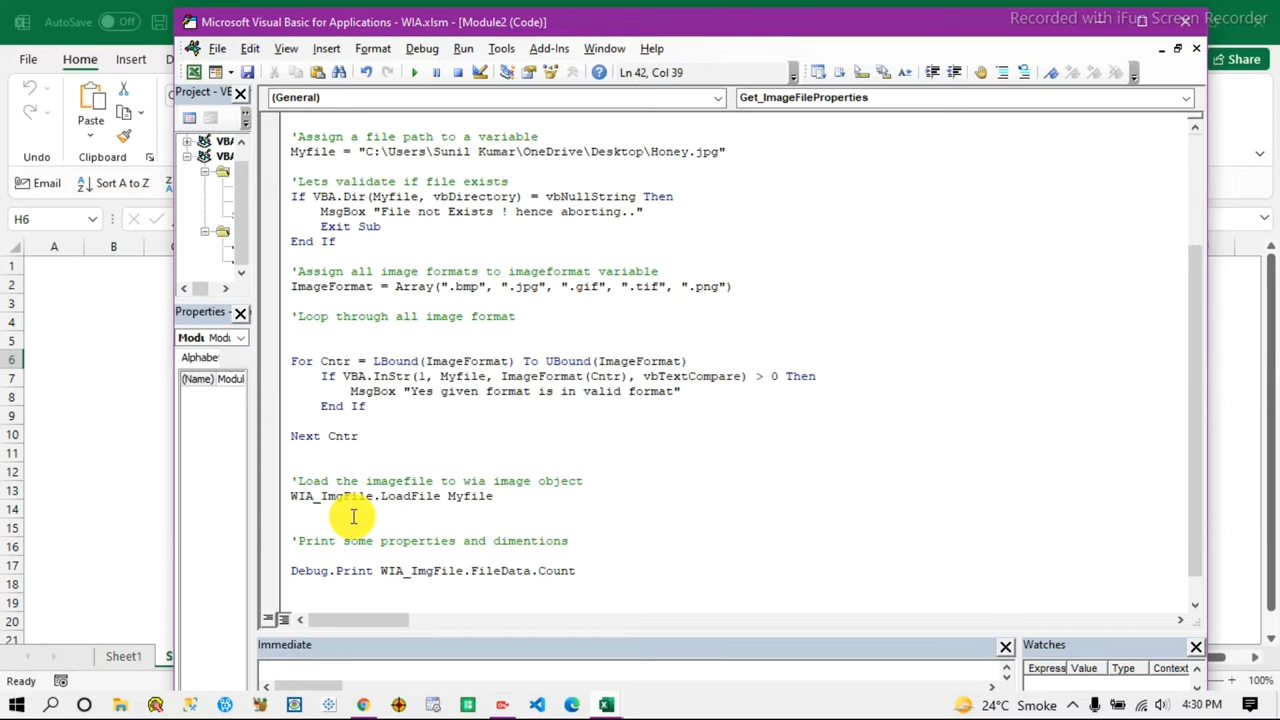 AutoSave Off
Microsoft Visual Basic for Applications - WIA.xlsm - [Module2 (Code)]
Recorded with iFun Screen Recorder
File Home Insert
File Edit View Insert Format Debug Run Tools Add-Ins Window Help
Share
Ln 42, Col 39
Paste
Undo Clipboard
Email Sort A to Z
H6
A B C
1
2
3
4
5
6
7
8
9
10
11
12
13
14
15
16
17
18
19
20
21
Project - VB
VBA
VBA
Properties -
Modu Modu
Alphabe
(Name) Modul
(General) Get_ImageFileProperties
'Assign a file path to a variable
Myfile = "C:\Users\Sunil Kumar\OneDrive\Desktop\Honey.jpg"
'Lets validate if file exists
If VBA.Dir(Myfile, vbDirectory) = vbNullString Then
MsgBox "File not Exists ! hence aborting.."
Exit Sub
End If
'Assign all image formats to imageformat variable
ImageFormat = Array(".bmp", ".jpg", ".gif", ".tif", ".png")
'Loop through all image format
For Cntr = LBound(ImageFormat) To UBound(ImageFormat)
If VBA.InStr(1, Myfile, ImageFormat(Cntr), vbTextCompare) > 0 Then
MsgBox "Yes given format is in valid format"
End If
Next Cntr
'Load the imagefile to wia image object
WIA_ImgFile.LoadFile Myfile
'Print some properties and dimentions
Debug.Print WIA_ImgFile.FileData.Count
Immediate
Watches
Express Value Type Context
Sheet1 S
Ready
100%
24°C Smoke
4:30 PM